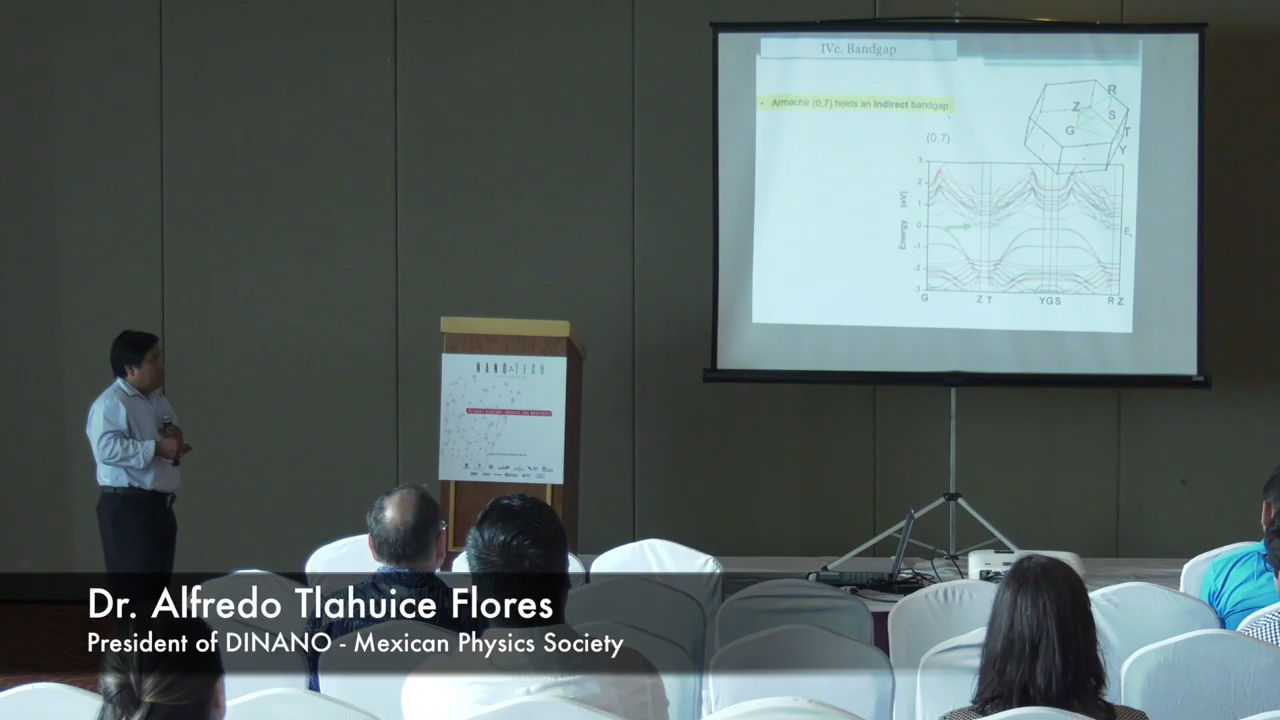 IVc. Bandgap
• Armachir (0,7) holds an Indirect bandgap
(0,7)
R
Z
S
G
T
Y
3
2
1
0
-1
-2
-3
Energy (eV)
G
Z T
Y G S
R Z
NANO TECH
Dr. Alfredo Tlahuice Flores
President of DINANO - Mexican Physics Society